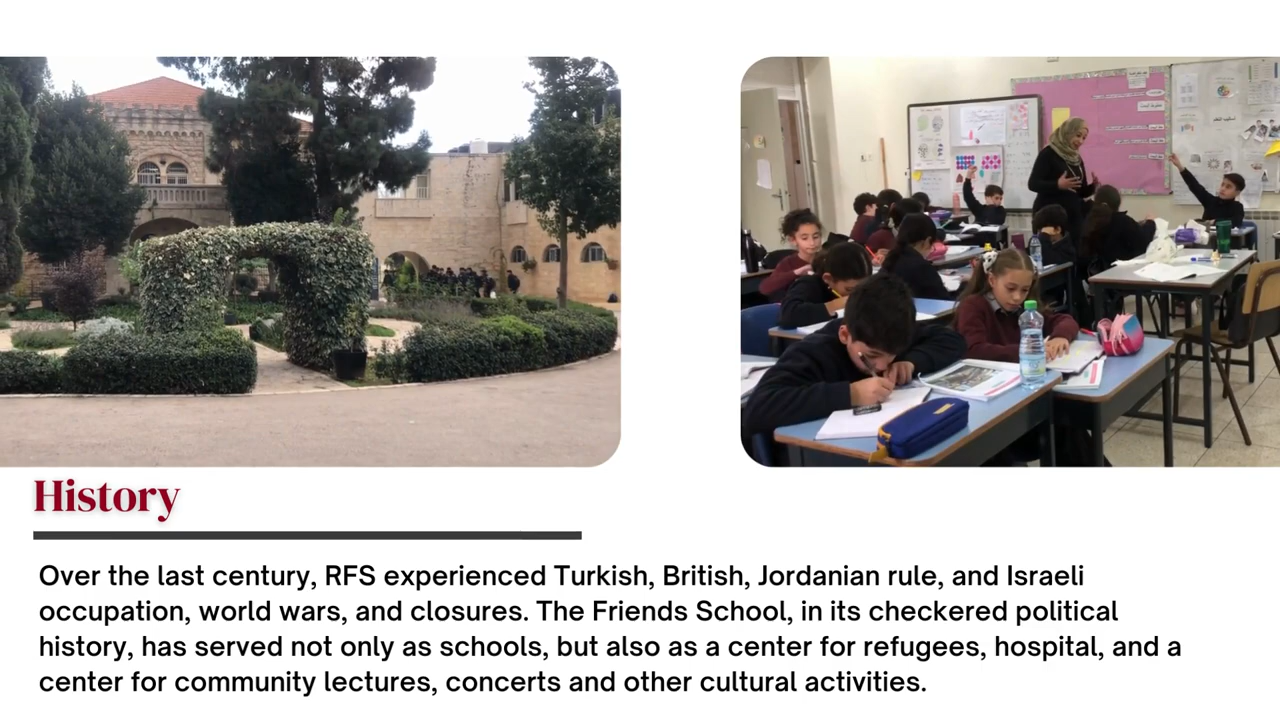 History
Over the last century, RFS experienced Turkish, British, Jordanian rule, and Israeli
occupation, world wars, and closures. The Friends School, in its checkered political
history, has served not only as schools, but also as a center for refugees, hospital, and a
center for community lectures, concerts and other cultural activities.